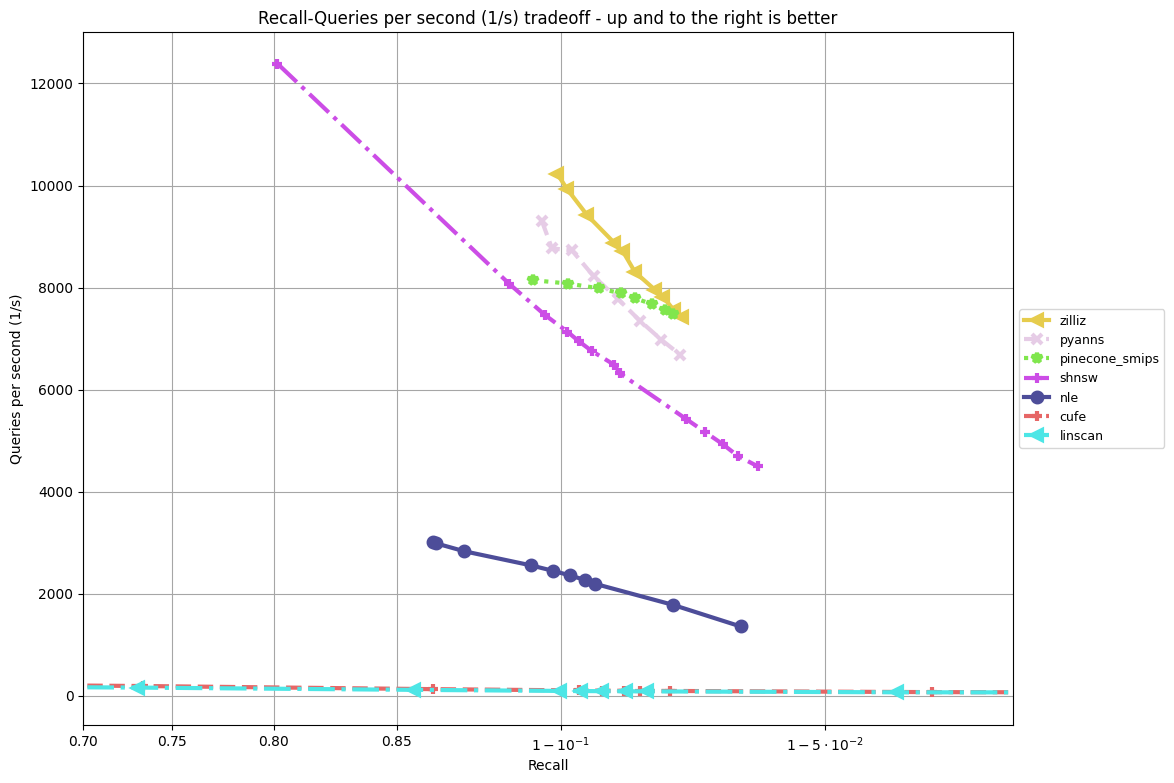 Recall-Queries per second (1/s) tradeoff - up and to the right is better
Queries per second (1/s)
12000
10000
8000
6000
4000
2000
0
0.70
0.75
0.80
0.85
1 − 10⁻¹
1 − 5 · 10⁻²
Recall
zilliz
pyanns
pinecone_smips
shnsw
nle
cufe
linscan